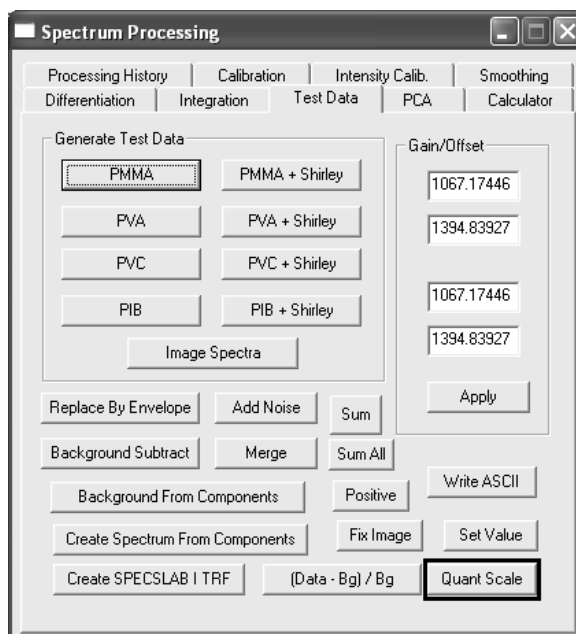 Spectrum Processing
Processing History Calibration Intensity Calib. Smoothing
Differentiation Integration Test Data PCA Calculator
Generate Test Data
Gain/Offset
PMMA PMMA + Shirley
1067.17446
PVA PVA + Shirley
1394.83927
PVC PVC + Shirley
1067.17446
PIB PIB + Shirley
1394.83927
Image Spectra
Apply
Replace By Envelope Add Noise Sum
Background Subtract Merge Sum All
Write ASCII
Background From Components Positive
Create Spectrum From Components Fix Image Set Value
Create SPECSLAB I TRF (Data - Bg) / Bg Quant Scale